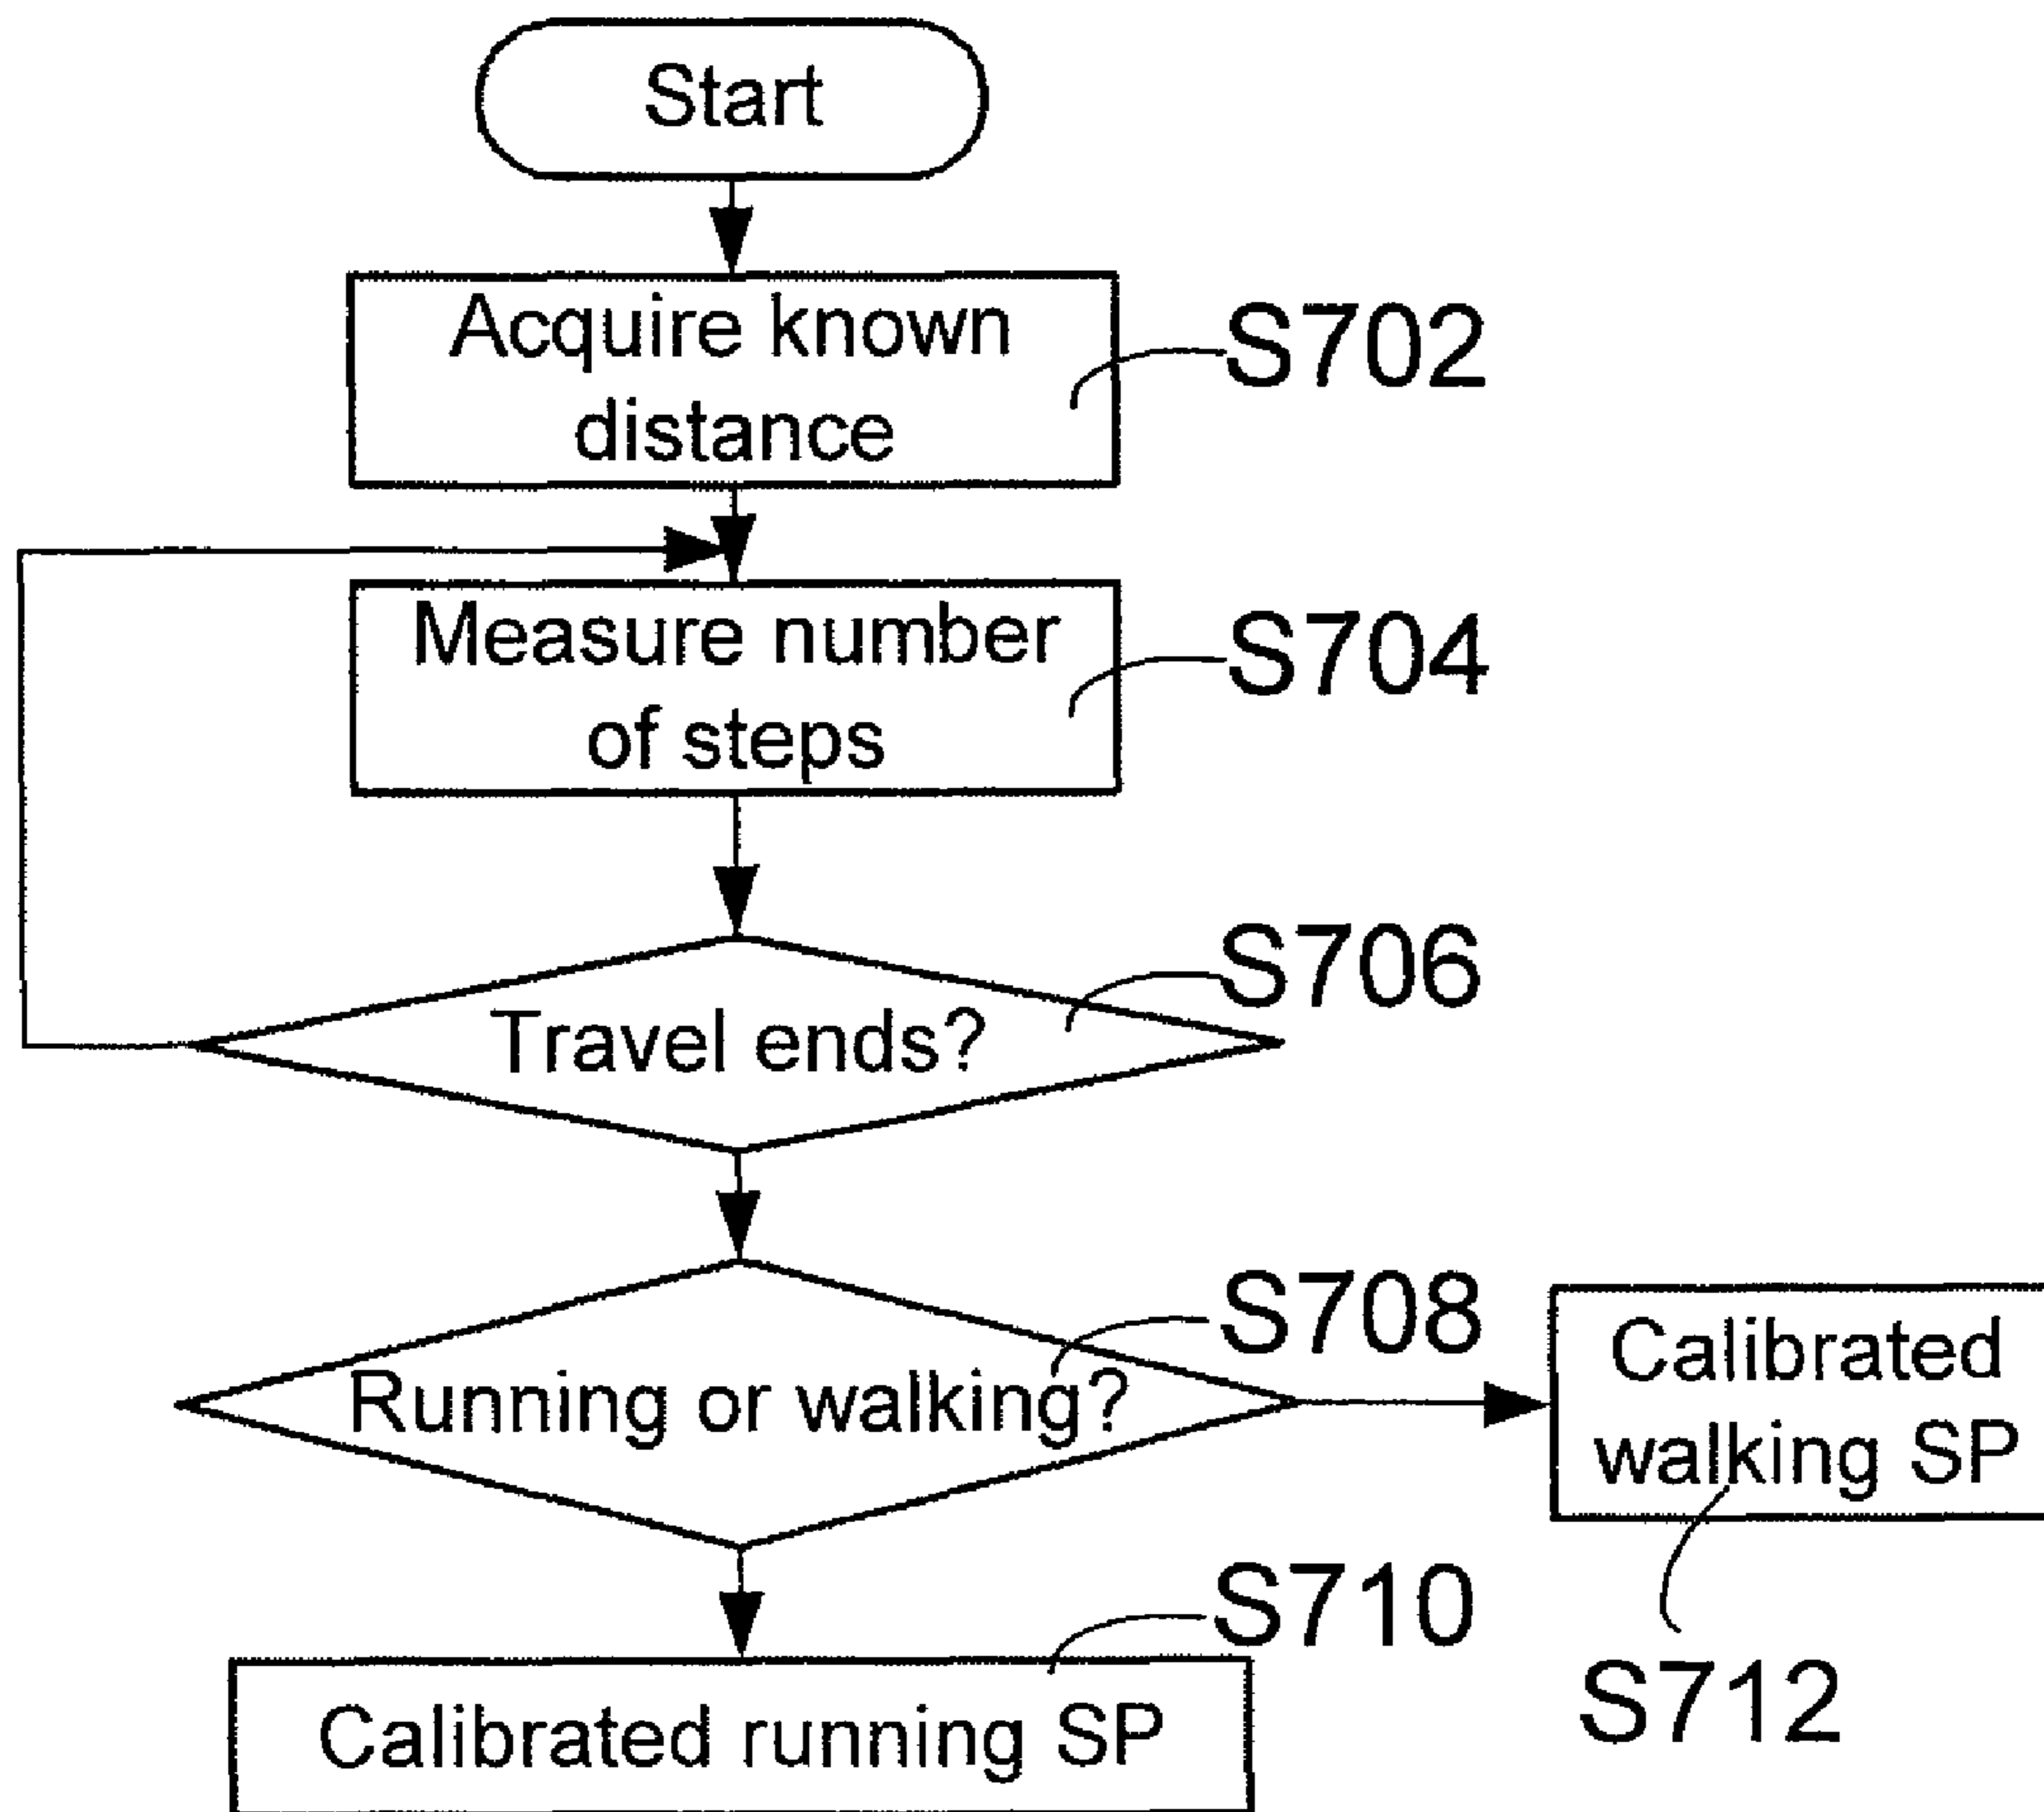 Start
Acquire known
distance
S702
Measure number
of steps
S704
Travel ends?
S706
Running or walking?
S708
Calibrated
walking SP
S712
Calibrated running SP
S710